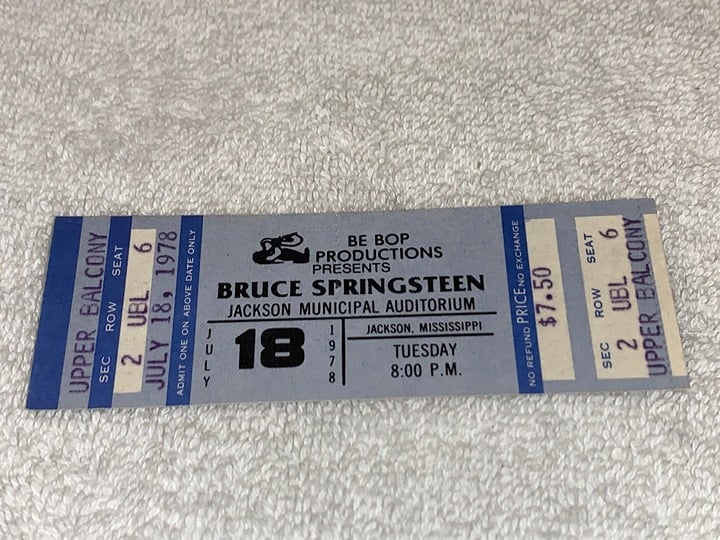 UPPER BALCONY
SEC ROW SEAT
2 UBL 6
JULY 18, 1978
ADMIT ONE ON ABOVE DATE ONLY
BE BOP
PRODUCTIONS
PRESENTS
BRUCE SPRINGSTEEN
JACKSON MUNICIPAL AUDITORIUM
JULY
18
1978
JACKSON, MISSISSIPPI
TUESDAY
8:00 P.M.
NO REFUND PRICE NO EXCHANGE
$7.50
SEC ROW SEAT
2 UBL 6
UPPER BALCONY